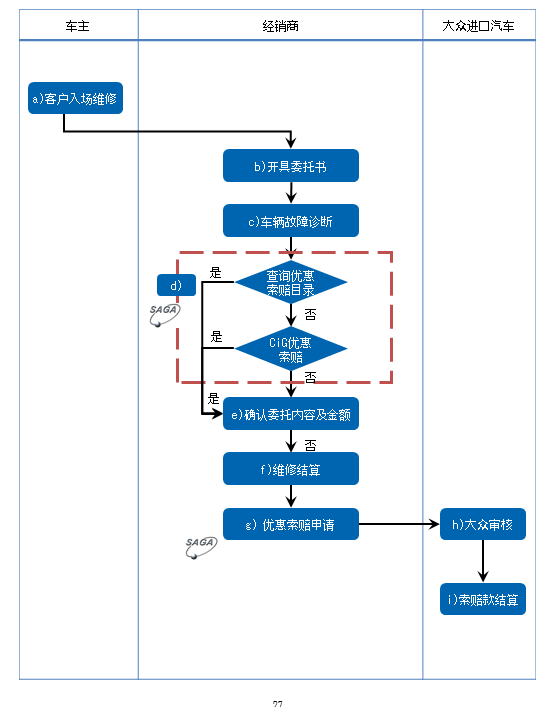 车主
经销商
大众进口汽车
a)客户入场维修
b)开具委托书
c)车辆故障诊断
是
查询优惠
索赔目录
d)
SAGA
否
是
CiG优惠
索赔
否
是
e)确认委托内容及金额
否
f)维修结算
g) 优惠索赔申请
h)大众审核
SAGA
i)索赔款结算
77